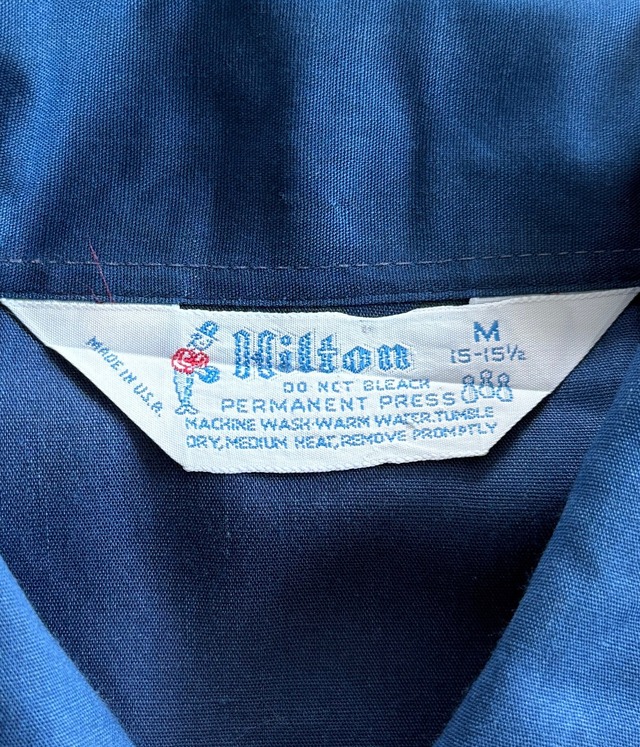 MADE IN U.S.A.
Hilton
M
15-15½
DO NOT BLEACH
PERMANENT PRESS
MACHINE WASH-WARM WATER.TUMBLE
DRY,MEDIUM HEAT,REMOVE PROMPTLY